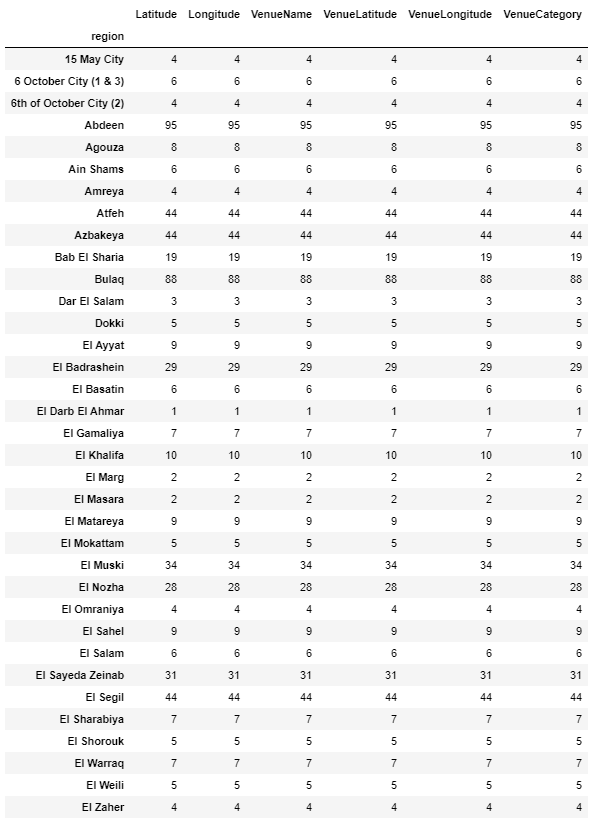 Latitude Longitude VenueName VenueLatitude VenueLongitude VenueCategory
region
15 May City 4 4 4 4 4 4
6 October City (1 & 3) 6 6 6 6 6 6
6th of October City (2) 4 4 4 4 4 4
Abdeen 95 95 95 95 95 95
Agouza 8 8 8 8 8 8
Ain Shams 6 6 6 6 6 6
Amreya 4 4 4 4 4 4
Atfeh 44 44 44 44 44 44
Azbakeya 44 44 44 44 44 44
Bab El Sharia 19 19 19 19 19 19
Bulaq 88 88 88 88 88 88
Dar El Salam 3 3 3 3 3 3
Dokki 5 5 5 5 5 5
El Ayyat 9 9 9 9 9 9
El Badrashein 29 29 29 29 29 29
El Basatin 6 6 6 6 6 6
El Darb El Ahmar 1 1 1 1 1 1
El Gamaliya 7 7 7 7 7 7
El Khalifa 10 10 10 10 10 10
El Marg 2 2 2 2 2 2
El Masara 2 2 2 2 2 2
El Matareya 9 9 9 9 9 9
El Mokattam 5 5 5 5 5 5
El Muski 34 34 34 34 34 34
El Nozha 28 28 28 28 28 28
El Omraniya 4 4 4 4 4 4
El Sahel 9 9 9 9 9 9
El Salam 6 6 6 6 6 6
El Sayeda Zeinab 31 31 31 31 31 31
El Segil 44 44 44 44 44 44
El Sharabiya 7 7 7 7 7 7
El Shorouk 5 5 5 5 5 5
El Warraq 7 7 7 7 7 7
El Weili 5 5 5 5 5 5
El Zaher 4 4 4 4 4 4